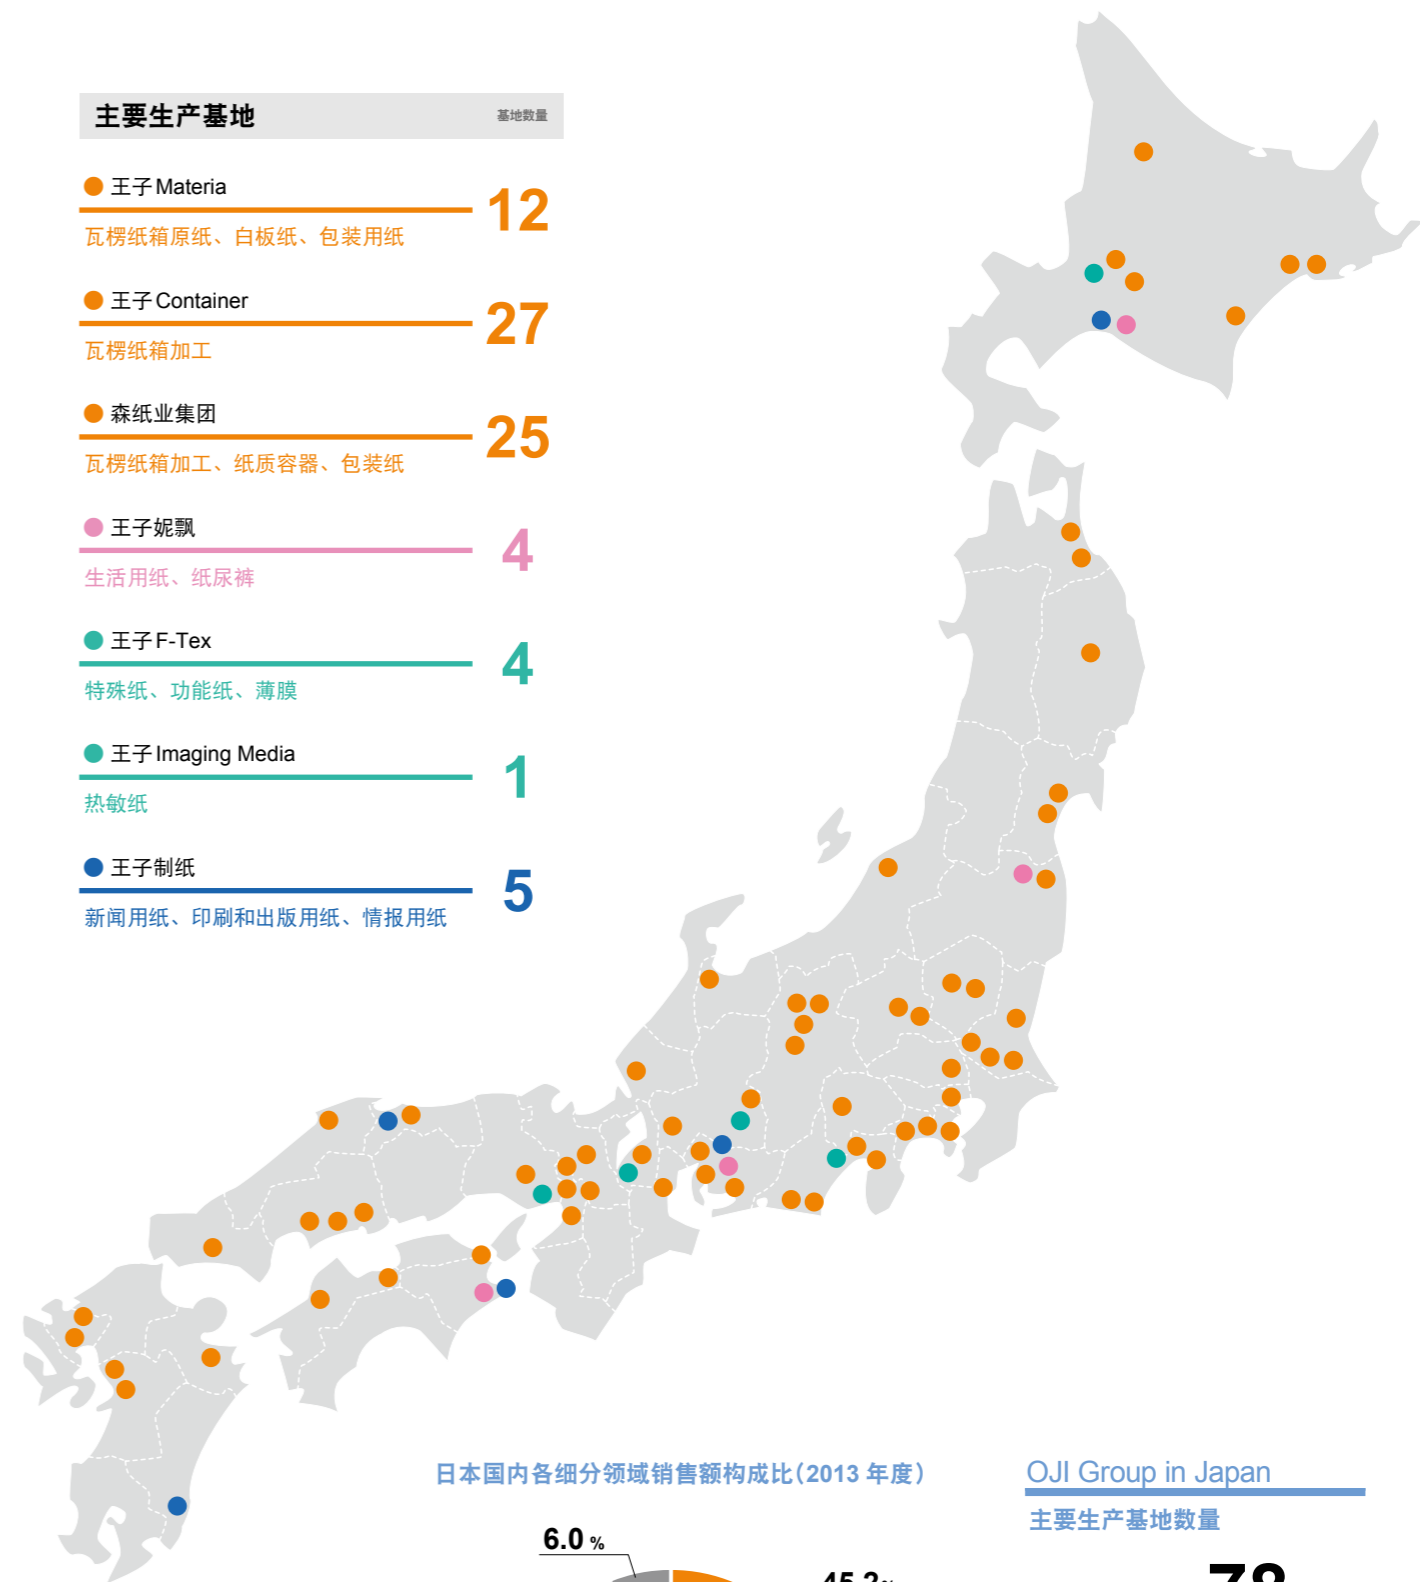 主要生产基地 基地数量
王子Materia
12
瓦楞纸箱原纸、白板纸、包装用纸
王子Container
27
瓦楞纸箱加工
森纸业集团
25
瓦楞纸箱加工、纸质容器、包装纸
王子妮飘
4
生活用纸、纸尿裤
王子F-Tex
4
特殊纸、功能纸、薄膜
王子Imaging Media
1
热敏纸
王子制纸
5
新闻用纸、印刷和出版用纸、情报用纸
日本国内各细分领域销售额构成比（2013 年度）
6.0 %
45.2%
OJI Group in Japan
主要生产基地数量
78